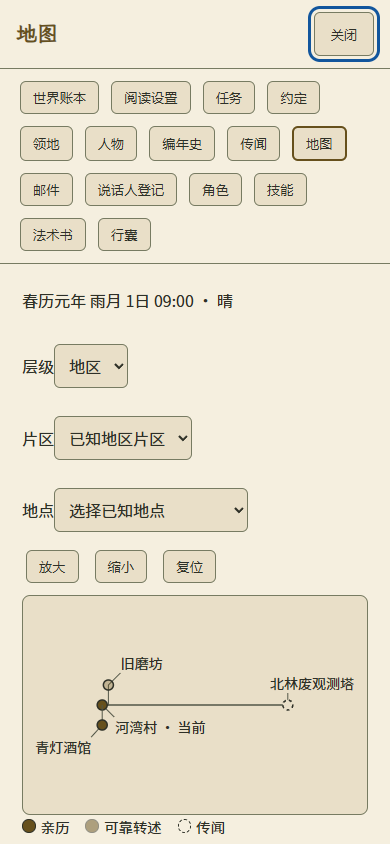 地图 关闭
世界账本 阅读设置 任务 约定
领地 人物 编年史 传闻 地图
邮件 说话人登记 角色 技能
法术书 行囊
春历元年 雨月 1日 09:00 · 晴
层级 地区
片区 已知地区片区
地点 选择已知地点
放大 缩小 复位
旧磨坊
北林废观测塔
河湾村 · 当前
青灯酒馆
亲历 可靠转述 传闻